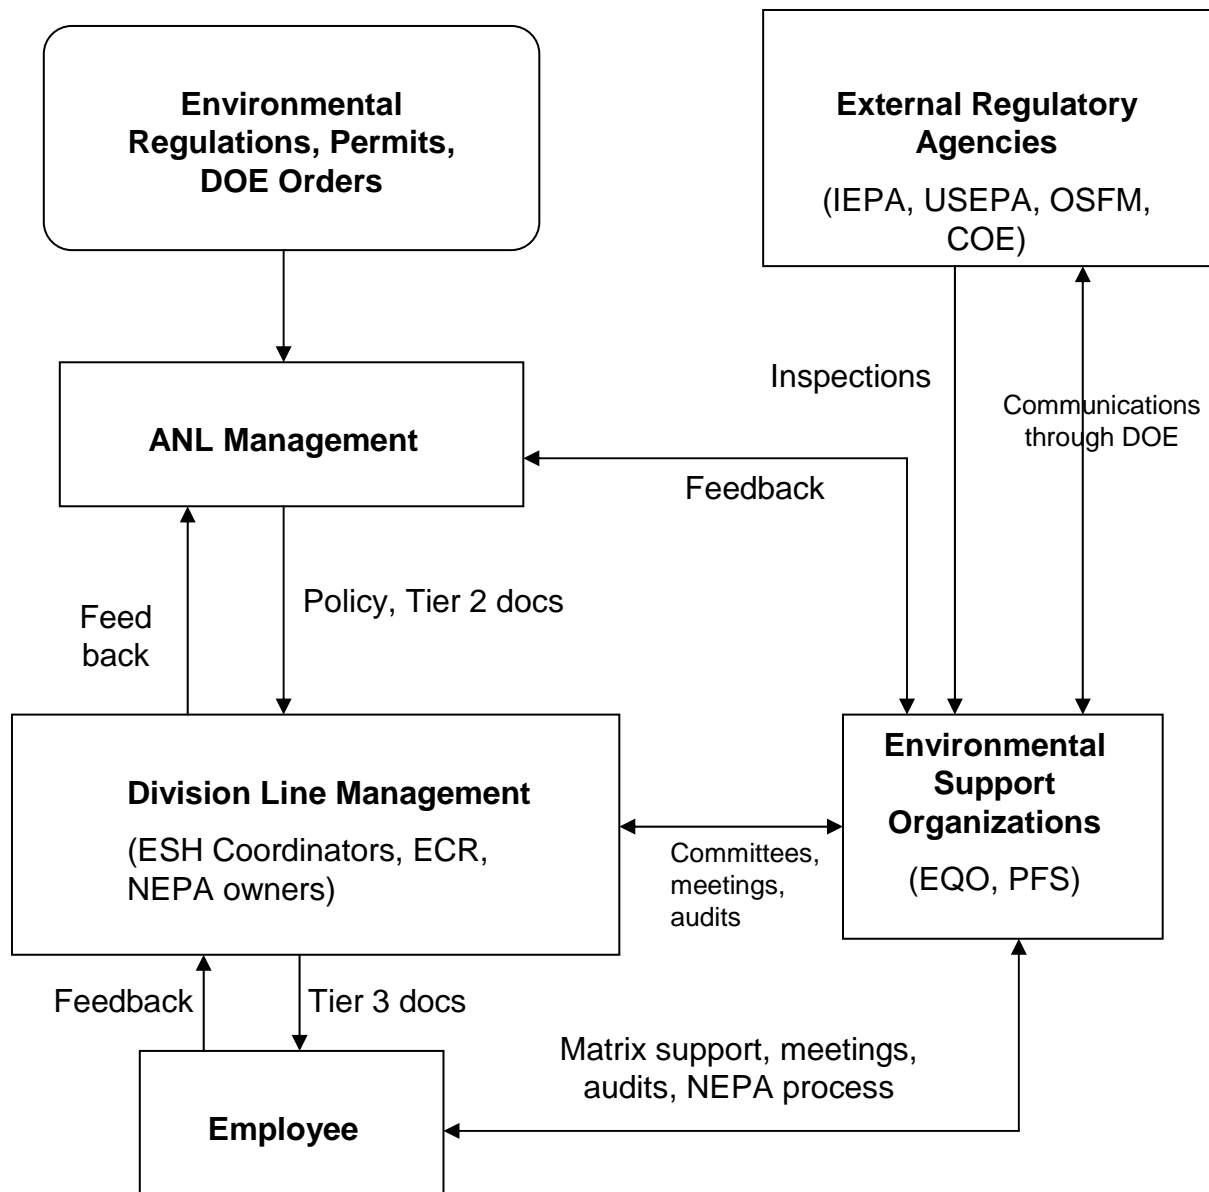 Environmental
Regulations, Permits,
DOE Orders
External Regulatory
Agencies
(IEPA, USEPA, OSFM,
COE)
Inspections
Communications
through DOE
ANL Management
Feedback
Policy, Tier 2 docs
Feed
back
Division Line Management
(ESH Coordinators, ECR,
NEPA owners)
Committees,
meetings,
audits
Environmental
Support
Organizations
(EQO, PFS)
Feedback
Tier 3 docs
Matrix support, meetings,
audits, NEPA process
Employee